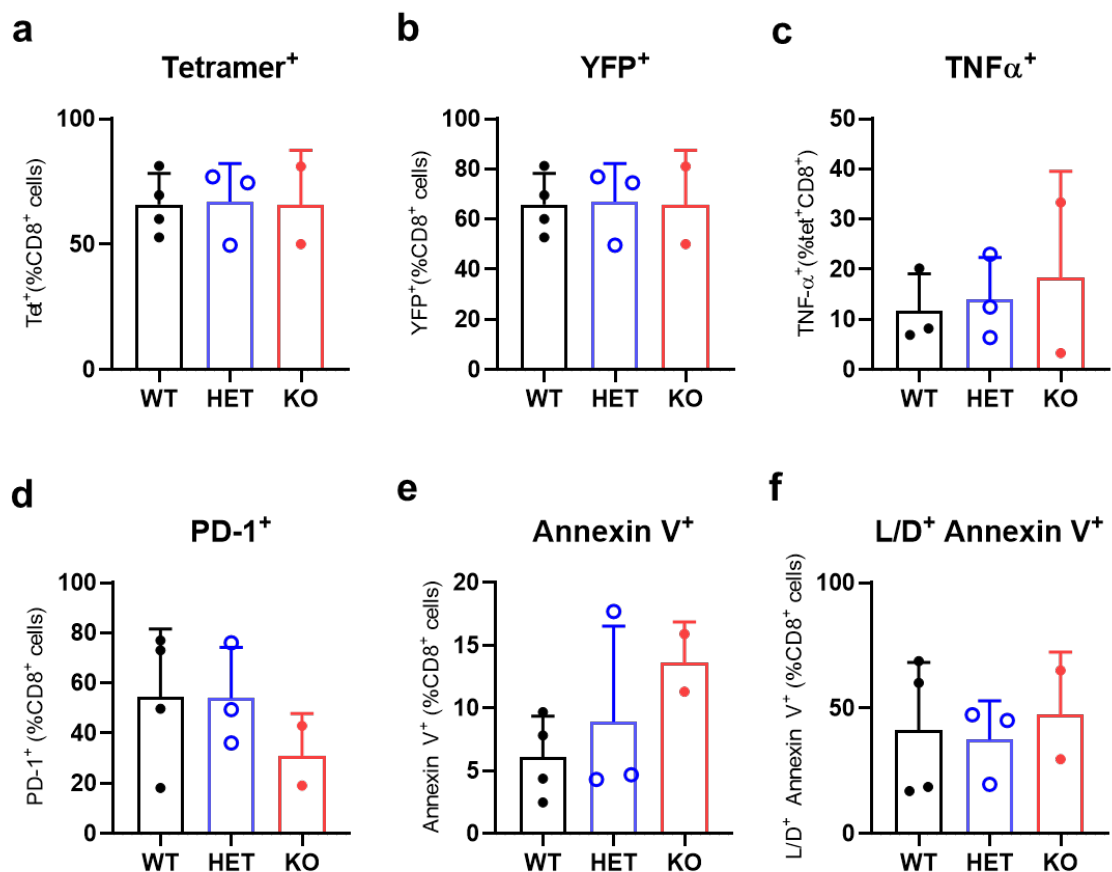 a
Tetramer⁺
Tet⁺(%CD8⁺ cells)
100
50
0
WT HET KO
b
YFP⁺
YFP⁺(%CD8⁺ cells)
100
80
60
40
20
0
WT HET KO
c
TNFα⁺
TNF-α⁺(%tet⁺CD8⁺)
50
40
30
20
10
0
WT HET KO
d
PD-1⁺
PD-1⁺ (%CD8⁺ cells)
100
80
60
40
20
0
WT HET KO
e
Annexin V⁺
Annexin V⁺ (%CD8⁺ cells)
20
15
10
5
0
WT HET KO
f
L/D⁺ Annexin V⁺
L/D⁺ Annexin V⁺ (%CD8⁺ cells)
100
50
0
WT HET KO